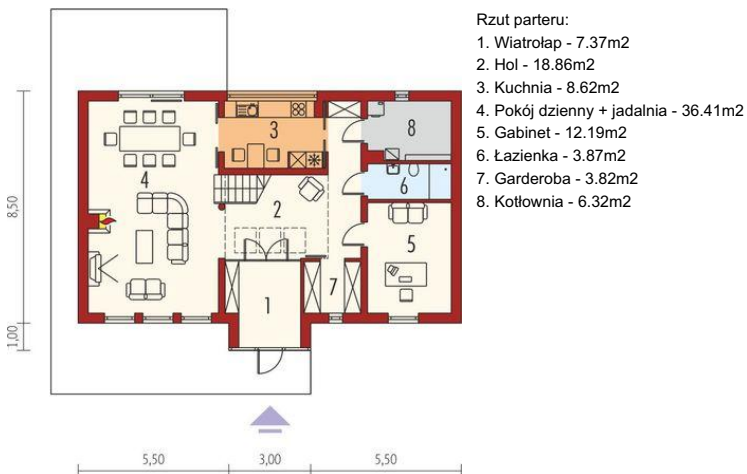 Rzut parteru:
1. Wiatrołap - 7.37m2
2. Hol - 18.86m2
3. Kuchnia - 8.62m2
4. Pokój dzienny + jadalnia - 36.41m2
5. Gabinet - 12.19m2
6. Łazienka - 3.87m2
7. Garderoba - 3.82m2
8. Kotłownia - 6.32m2
3
8
4
6
2
5
7
1
8,50
1,00
5,50
3,00
5,50